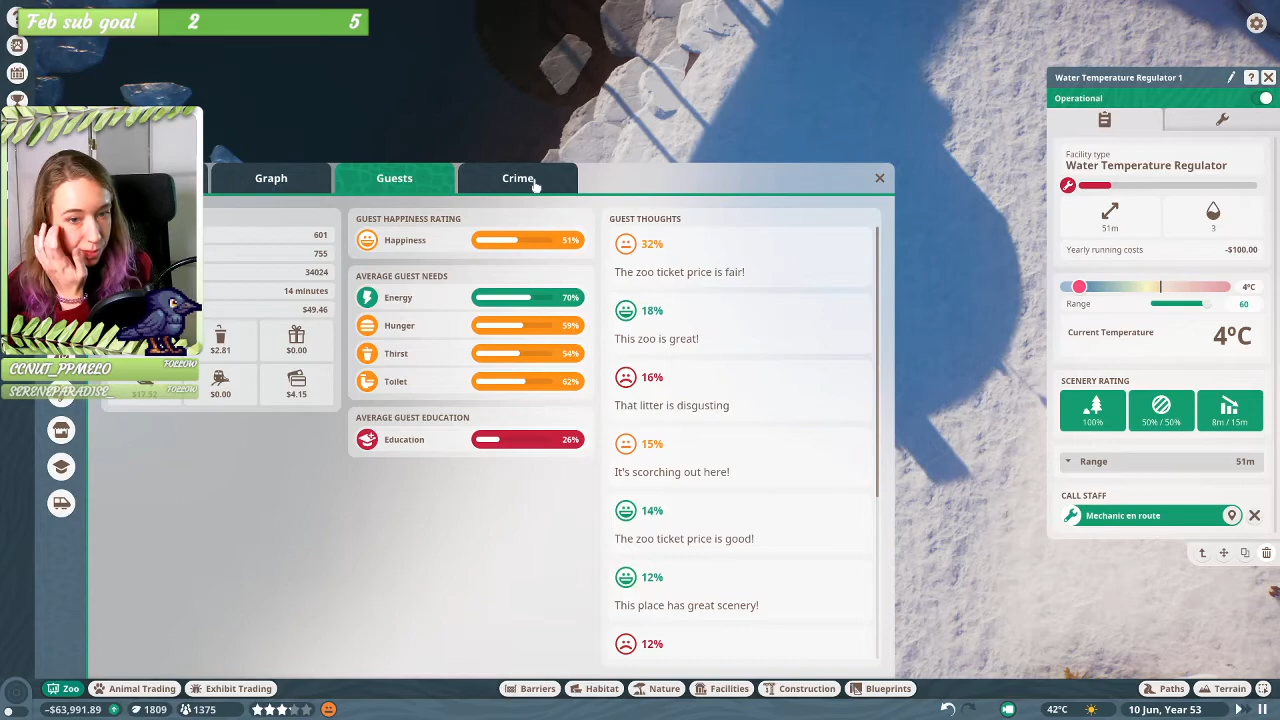 Feb sub goal 2 5
Water Temperature Regulator 1
Operational
Graph
Guests
Crime
Facility type
Water Temperature Regulator
51m
3
Yearly running costs
-$100.00
4°C
Range
60
Current Temperature
4°C
SCENERY RATING
100%
50% / 50%
8m / 15m
Range
51m
CALL STAFF
Mechanic en route
601
755
34024
14 minutes
$49.46
$2.81
$0.00
$17.52
$0.00
$4.15
GUEST HAPPINESS RATING
Happiness
51%
AVERAGE GUEST NEEDS
Energy
70%
Hunger
59%
Thirst
54%
Toilet
62%
AVERAGE GUEST EDUCATION
Education
26%
GUEST THOUGHTS
32%
The zoo ticket price is fair!
18%
This zoo is great!
16%
That litter is disgusting
15%
It's scorching out here!
14%
The zoo ticket price is good!
12%
This place has great scenery!
12%
CCNUT_PPMELO
FOLLOW
SERENEPARADISE_
FOLLOW
Zoo
Animal Trading
Exhibit Trading
Barriers
Habitat
Nature
Facilities
Construction
Blueprints
Paths
Terrain
-$63,991.89
1809
1375
42°C
10 Jun, Year 53